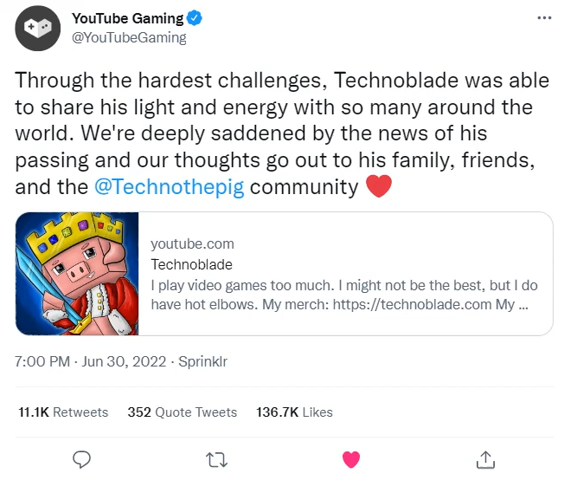 YouTube Gaming
@YouTubeGaming
Through the hardest challenges, Technoblade was able
to share his light and energy with so many around the
world. We're deeply saddened by the news of his
passing and our thoughts go out to his family, friends,
and the @Technothepig community
youtube.com
Technoblade
I play video games too much. I might not be the best, but I do
have hot elbows. My merch: https://technoblade.com My ...
7:00 PM · Jun 30, 2022 · Sprinklr
11.1K Retweets 352 Quote Tweets 136.7K Likes